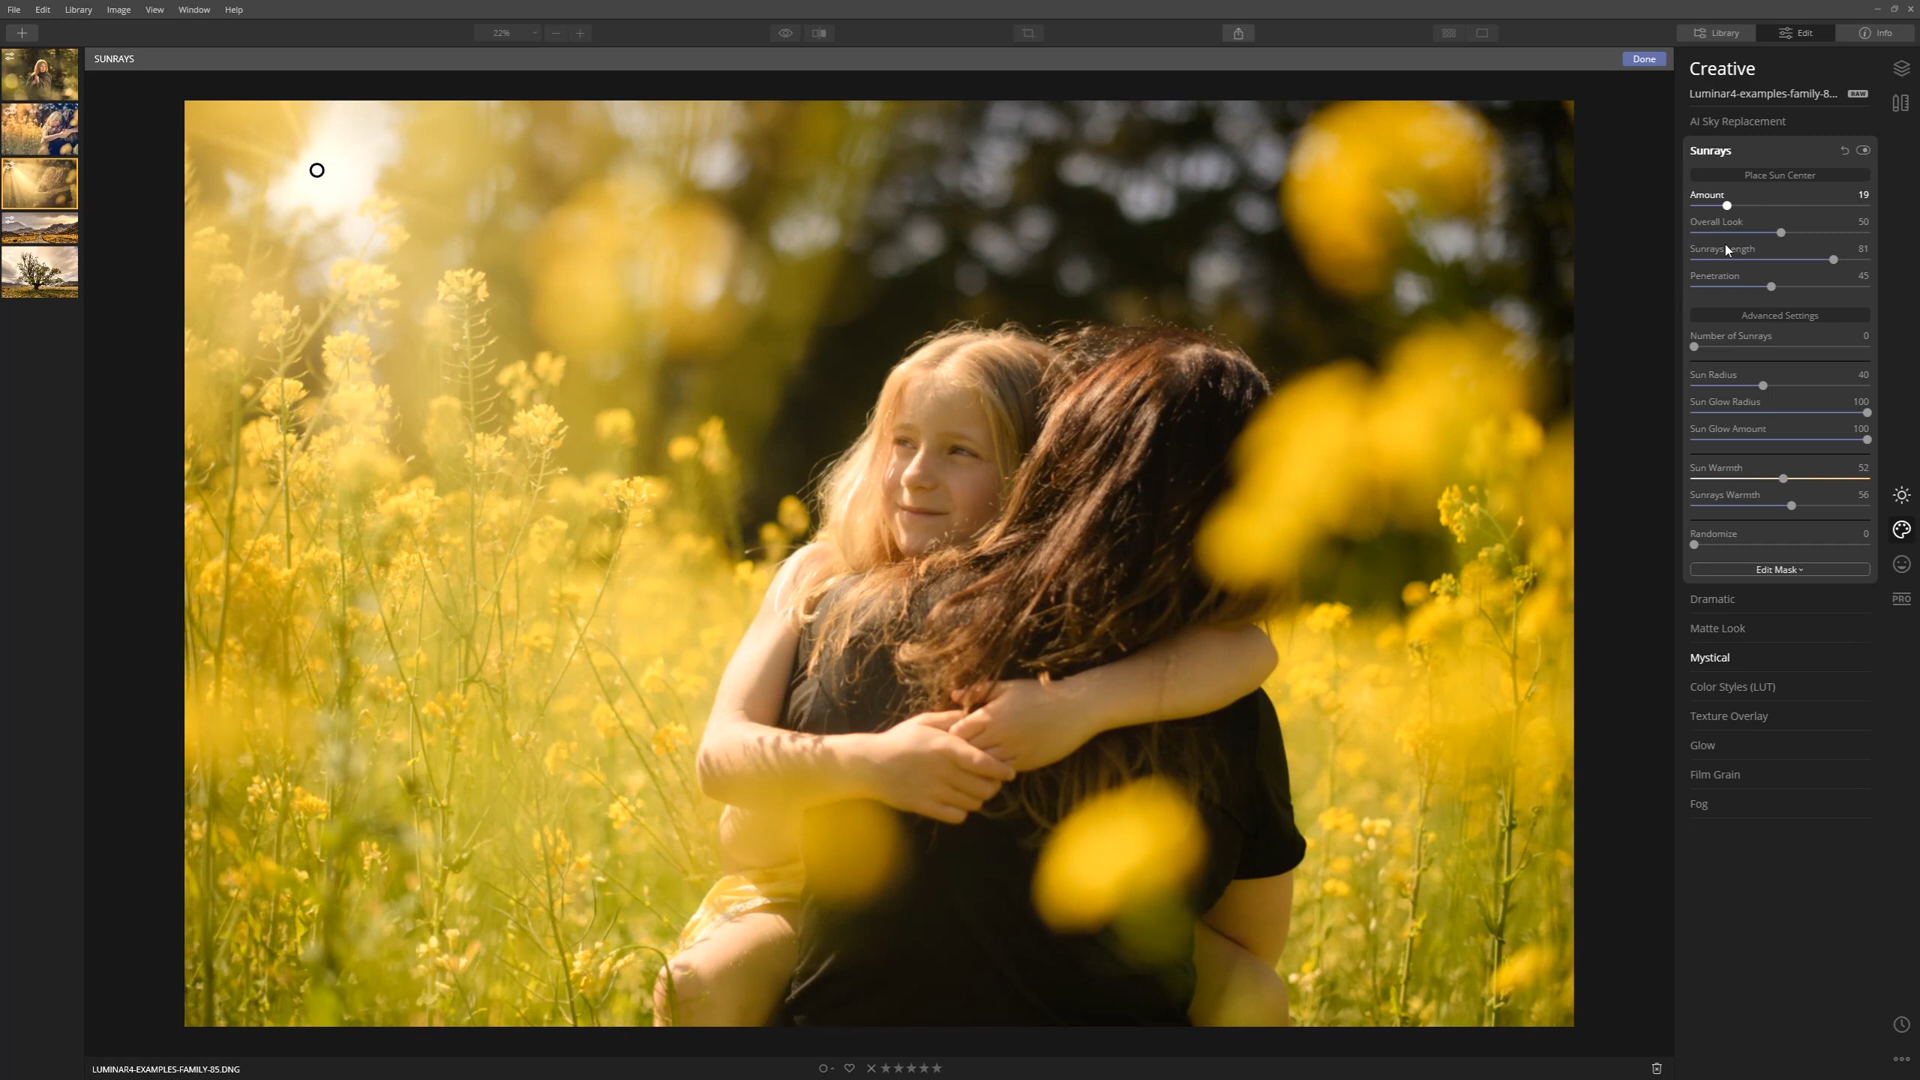 File Edit Library Image View Window Help
22%
Library Edit Info
SUNRAYS
Done
Creative
Luminar4-examples-family-8... RAW
AI Sky Replacement
Sunrays
Place Sun Center
Amount 19
Overall Look 50
Sunrays Length 81
Penetration 45
Advanced Settings
Number of Sunrays 0
Sun Radius 40
Sun Glow Radius 100
Sun Glow Amount 100
Sun Warmth 52
Sunrays Warmth 56
Randomize 0
Edit Mask
PRO
Dramatic
Matte Look
Mystical
Color Styles (LUT)
Texture Overlay
Glow
Film Grain
Fog
LUMINAR4-EXAMPLES-FAMILY-85.DNG